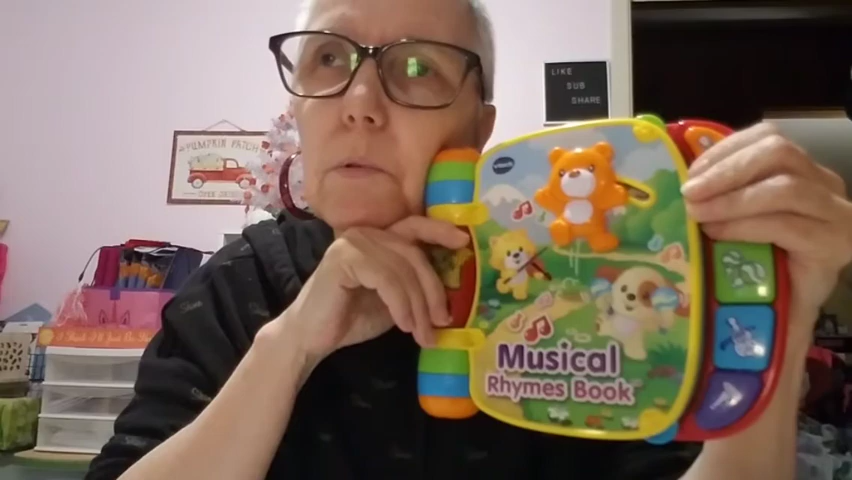 LIKE
SUB
SHARE
PUMPKIN PATCH
vtech
Musical
Rhymes Book